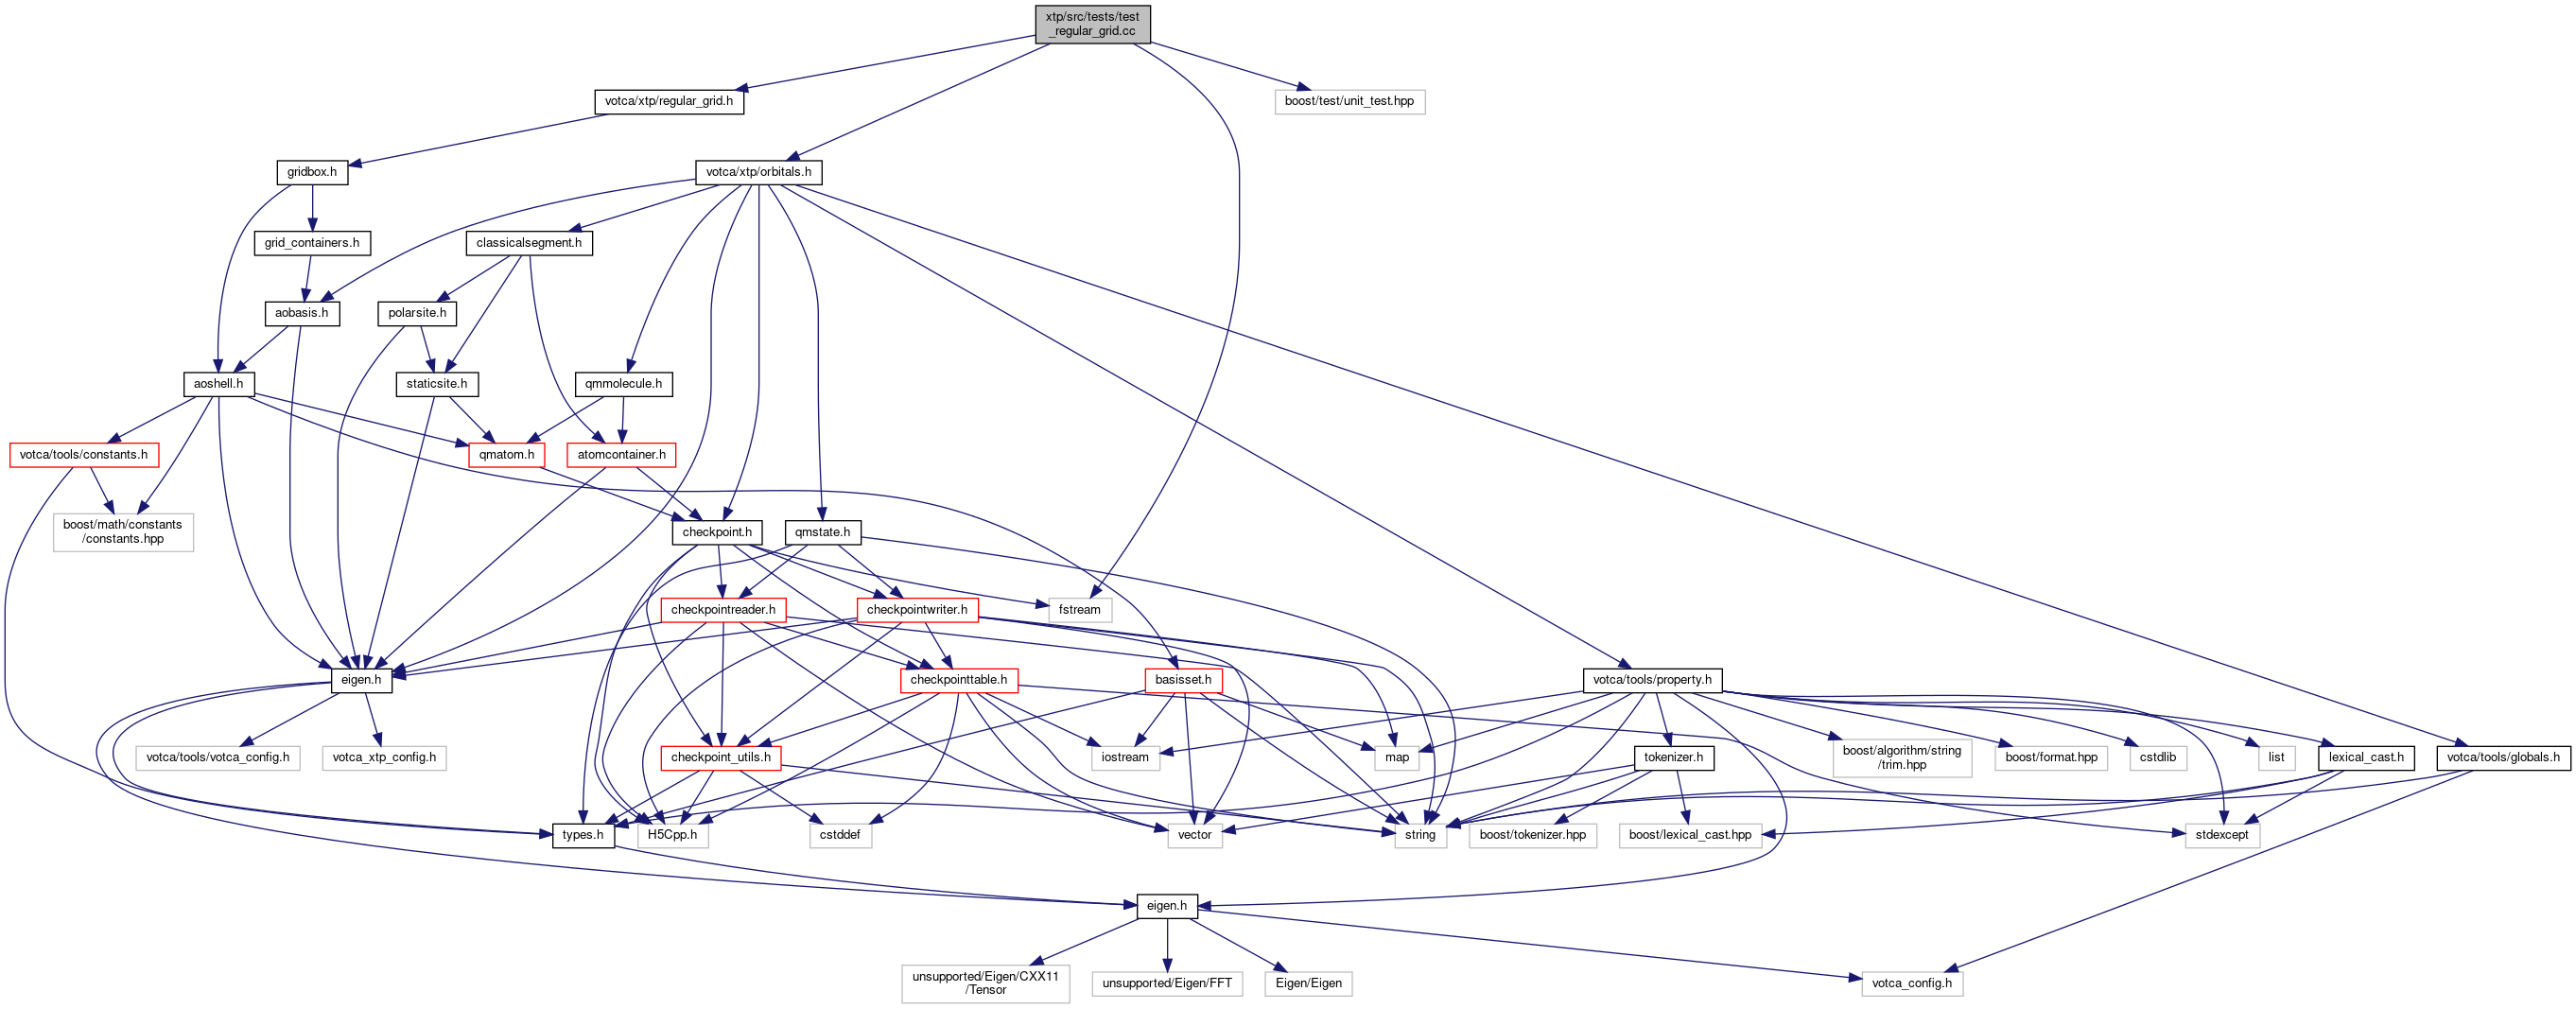 xtp/src/tests/test
_regular_grid.cc
votca/xtp/regular_grid.h
boost/test/unit_test.hpp
gridbox.h
votca/xtp/orbitals.h
grid_containers.h
classicalsegment.h
aobasis.h
polarsite.h
aoshell.h
staticsite.h
qmmolecule.h
votca/tools/constants.h
qmatom.h
atomcontainer.h
boost/math/constants
/constants.hpp
checkpoint.h
qmstate.h
checkpointreader.h
checkpointwriter.h
fstream
eigen.h
checkpointtable.h
basisset.h
votca/tools/property.h
votca/tools/votca_config.h
votca_xtp_config.h
checkpoint_utils.h
iostream
map
tokenizer.h
boost/algorithm/string
/trim.hpp
boost/format.hpp
cstdlib
list
lexical_cast.h
votca/tools/globals.h
types.h
H5Cpp.h
cstddef
vector
string
boost/tokenizer.hpp
boost/lexical_cast.hpp
stdexcept
eigen.h
unsupported/Eigen/CXX11
/Tensor
unsupported/Eigen/FFT
Eigen/Eigen
votca_config.h